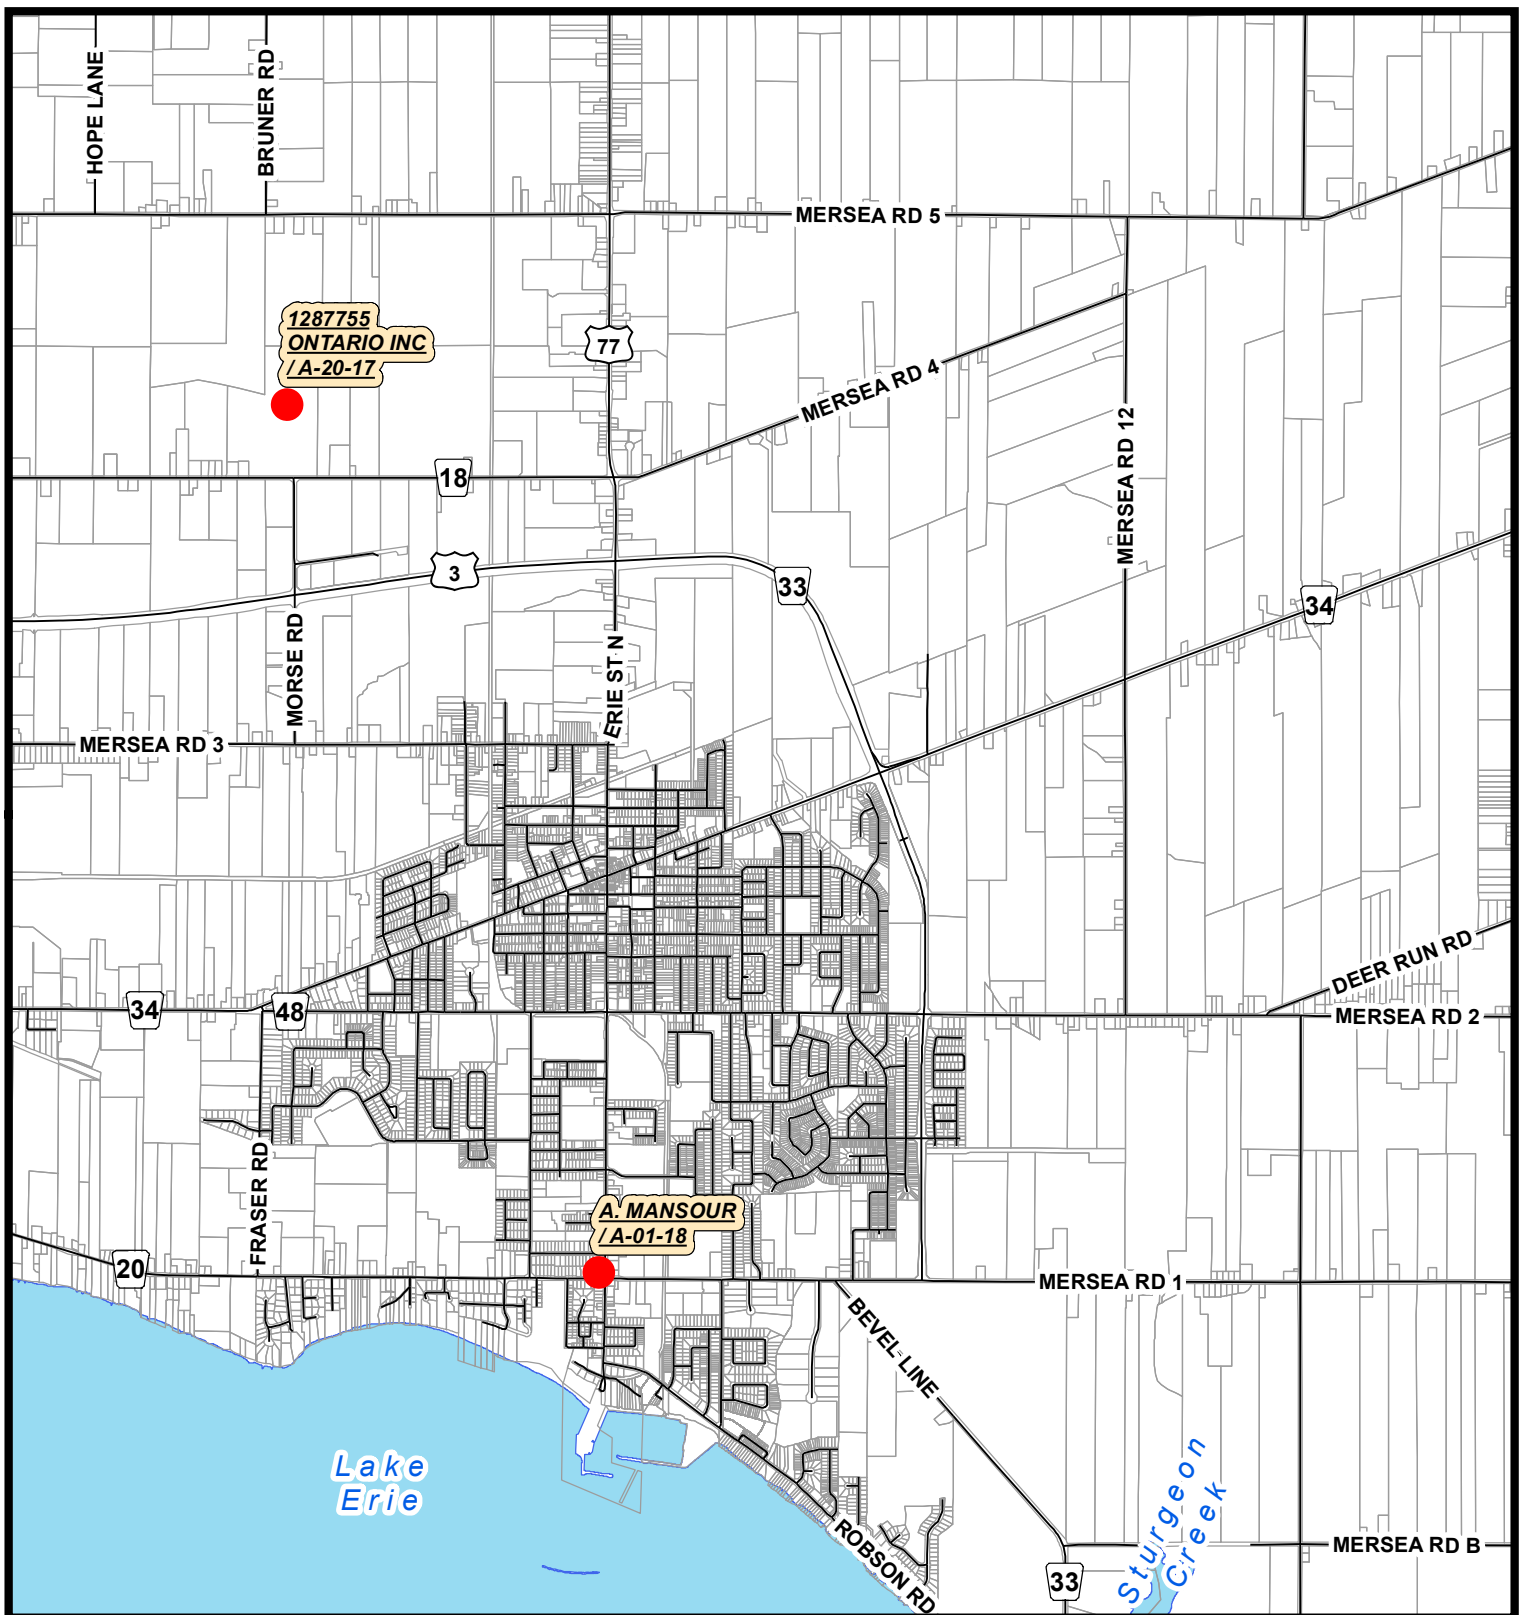 HOPE LANE
BRUNER RD
MERSEA RD 5
1287755
ONTARIO INC
/ A-20-17
77
MERSEA RD 4
MERSEA RD 12
18
3
33
34
MORSE RD
ERIE ST N
MERSEA RD 3
DEER RUN RD
34
48
MERSEA RD 2
FRASER RD
A. MANSOUR
/ A-01-18
20
MERSEA RD 1
BEVEL LINE
Lake
Erie
Sturgeon
Creek
ROBSON RD
MERSEA RD B
33